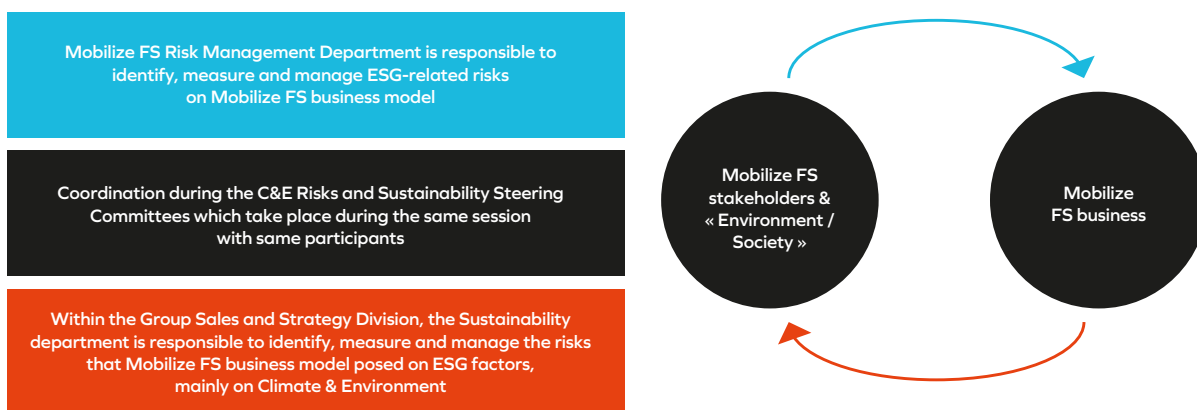 Mobilize FS Risk Management Department is responsible to
identify, measure and manage ESG-related risks
on Mobilize FS business model
Coordination during the C&E Risks and Sustainability Steering
Committees which take place during the same session
with same participants
Within the Group Sales and Strategy Division, the Sustainability
department is responsible to identify, measure and manage the risks
that Mobilize FS business model posed on ESG factors,
mainly on Climate & Environment
Mobilize FS
stakeholders &
« Environment /
Society »
Mobilize
FS business